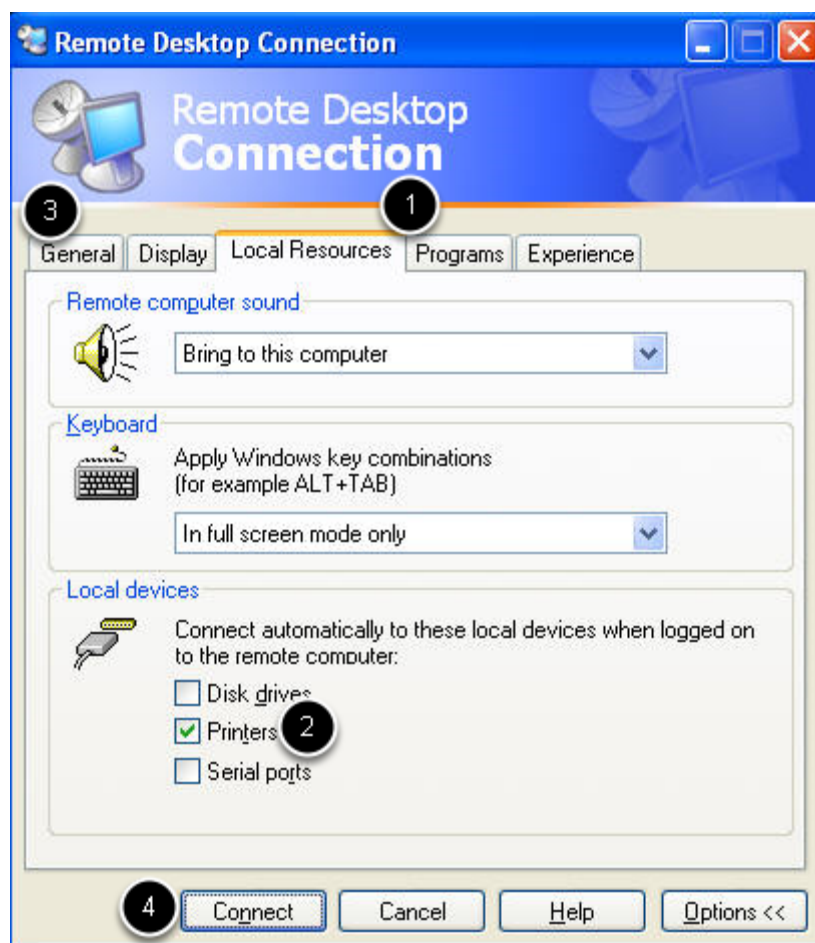 Remote Desktop Connection
Remote Desktop
Connection
3
1
General Display Local Resources Programs Experience
Remote computer sound
Bring to this computer
Keyboard
Apply Windows key combinations
(for example ALT+TAB)
In full screen mode only
Local devices
Connect automatically to these local devices when logged on
to the remote computer:
Disk drives
Printers 2
Serial ports
4 Connect Cancel Help Options <<